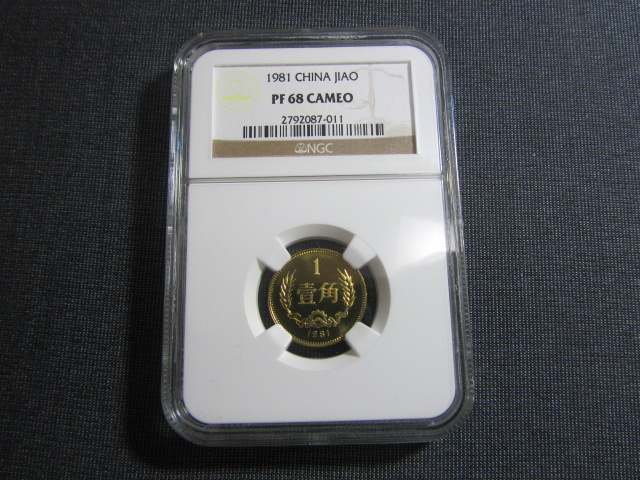 1981 CHINA JIAO
PF 68 CAMEO
2792087-011
NGC
1
壹角
1981